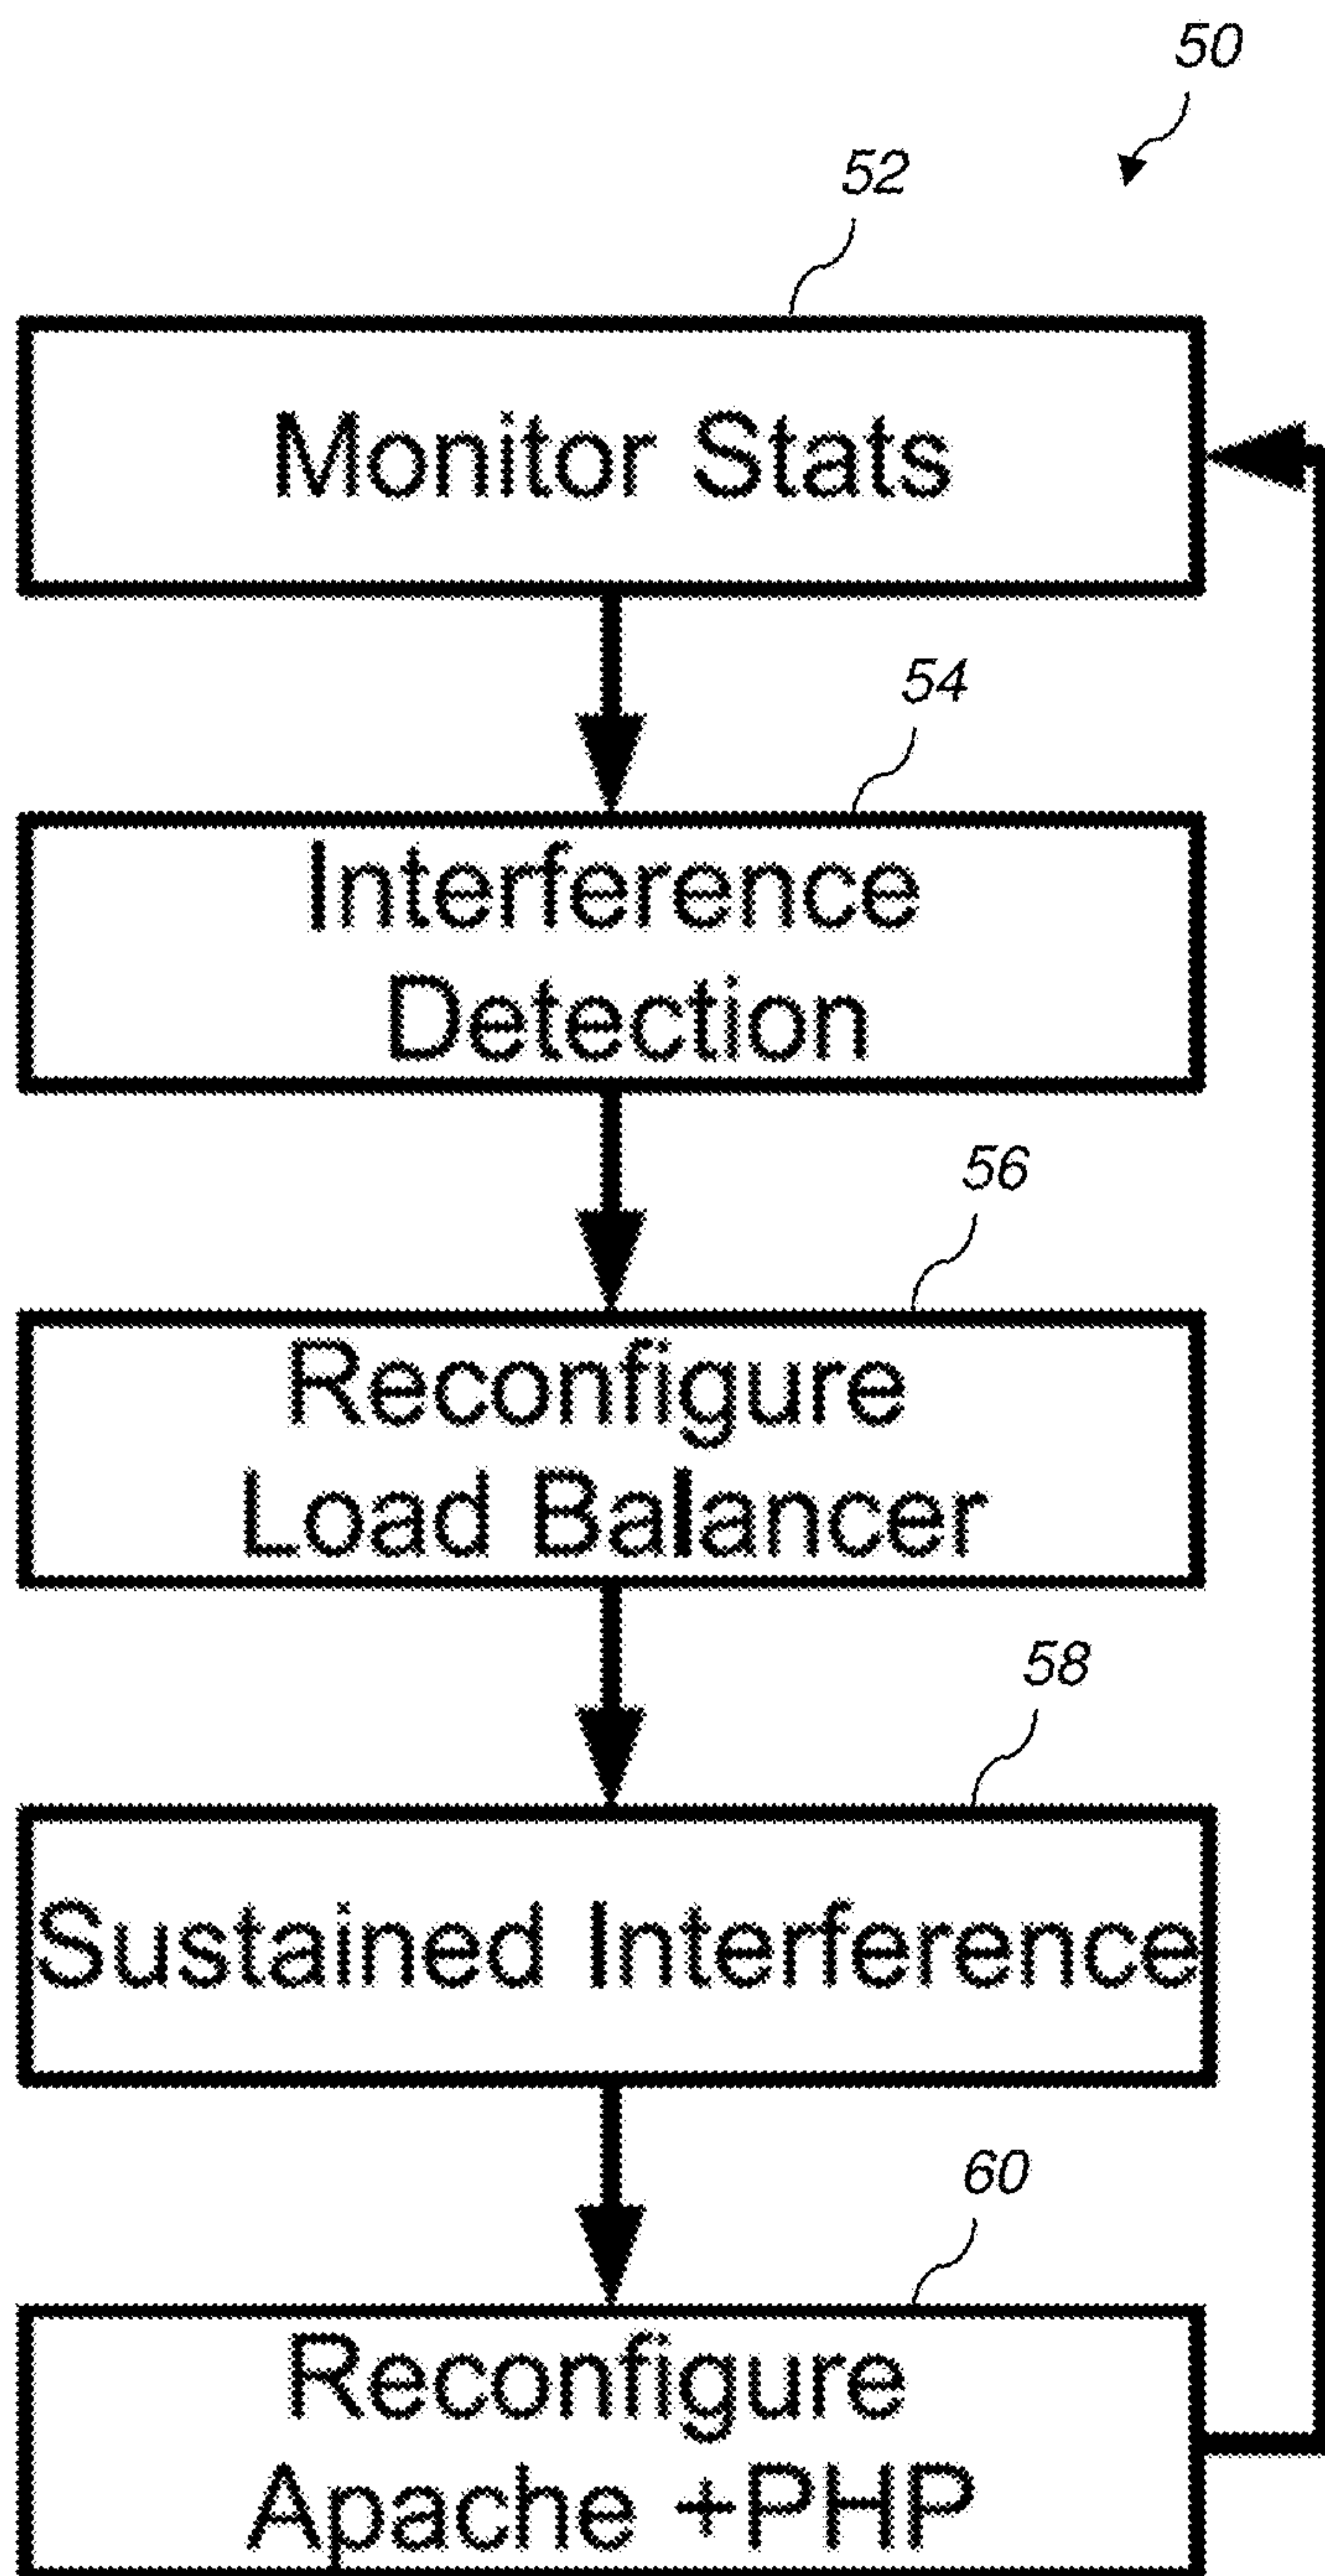 50
52
Monitor Stats
54
Interference
Detection
56
Reconfigure
Load Balancer
58
Sustained Interference
60
Reconfigure
Apache +PHP